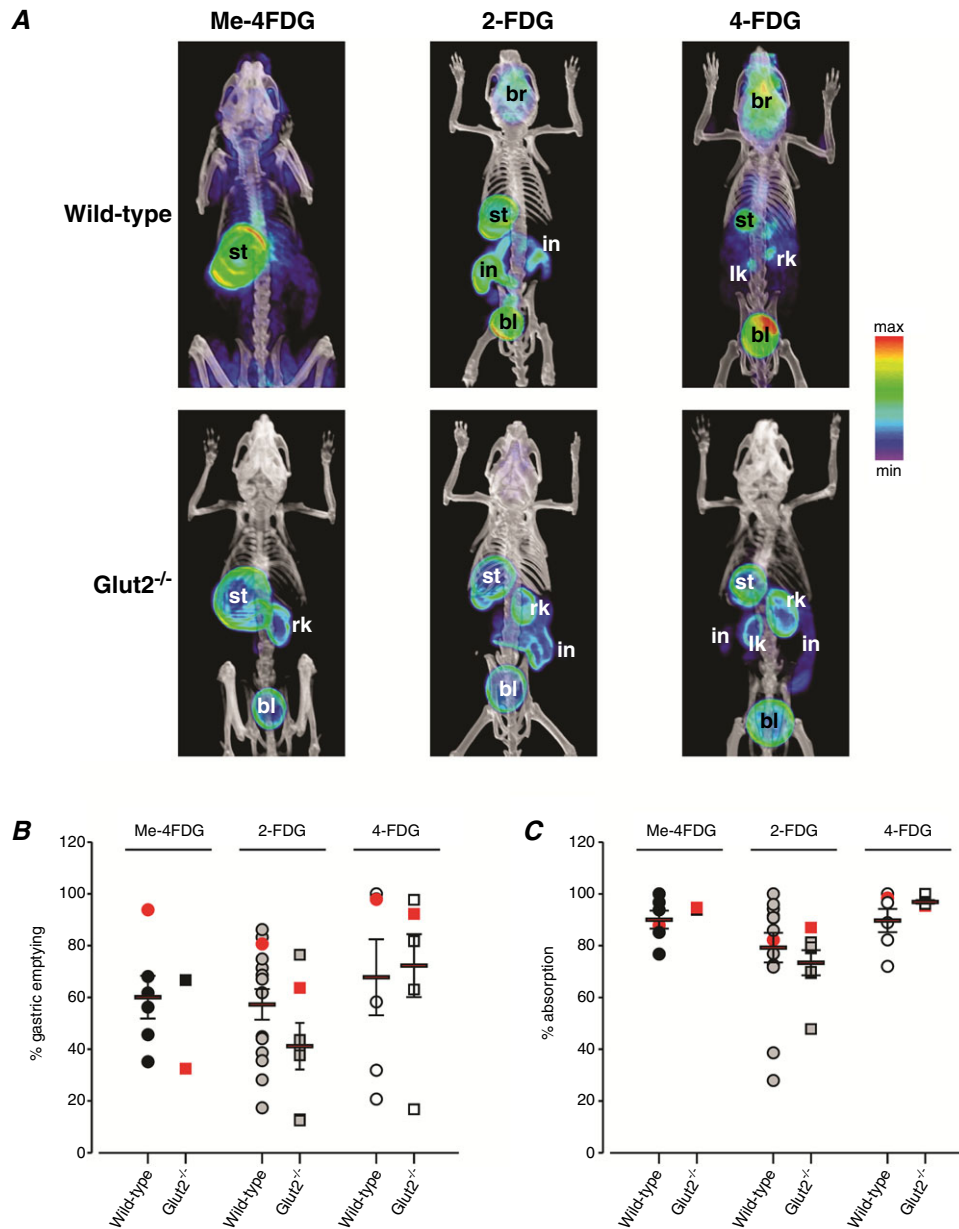 A
Me-4FDG
2-FDG
4-FDG
Wild-type
st
br
st
in
in
bl
br
st
lk
rk
bl
max
min
Glut2-/-
st
rk
bl
st
rk
in
bl
st
rk
in
lk
in
bl
B
Me-4FDG
2-FDG
4-FDG
% gastric emptying
120
100
80
60
40
20
0
Wild-type
Glut2-/-
Wild-type
Glut2-/-
Wild-type
Glut2-/-
C
Me-4FDG
2-FDG
4-FDG
% absorption
120
100
80
60
40
20
0
Wild-type
Glut2-/-
Wild-type
Glut2-/-
Wild-type
Glut2-/-